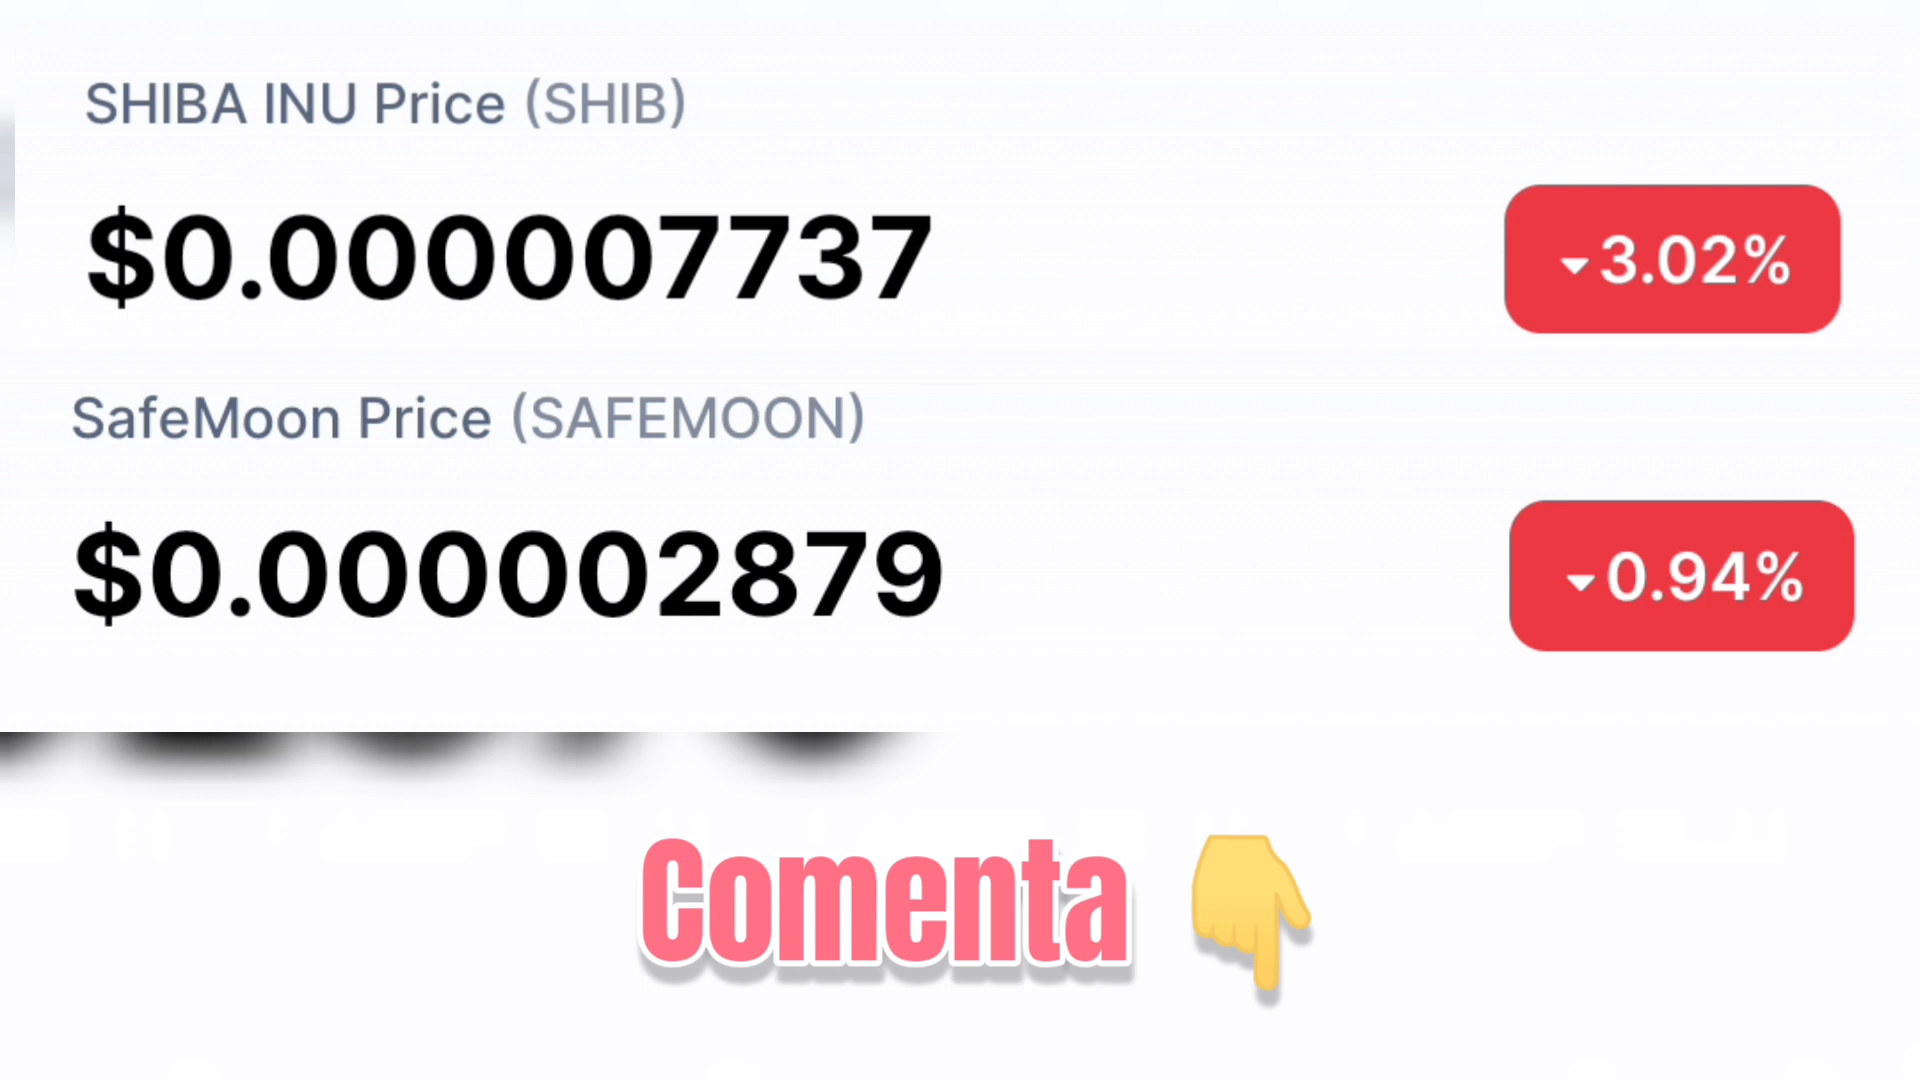 SHIBA INU Price (SHIB)
$0.000007737
3.02%
SafeMoon Price (SAFEMOON)
$0.000002879
0.94%
Comenta